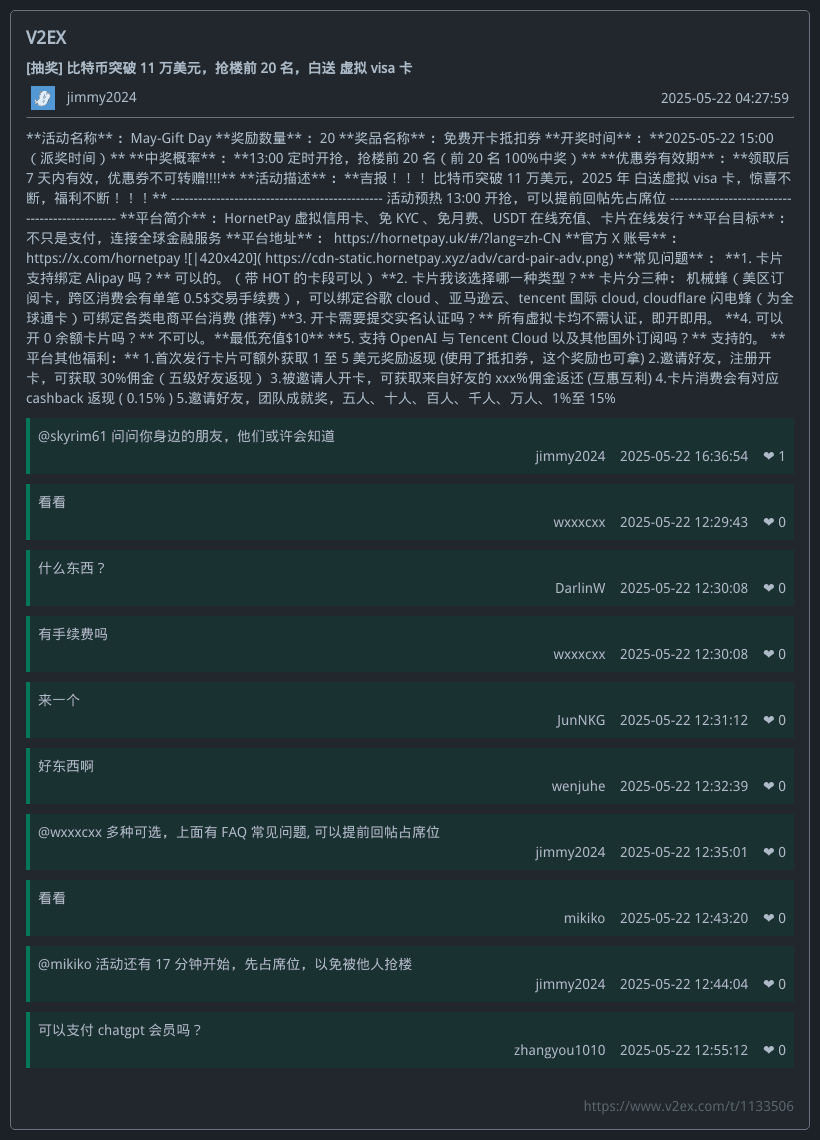 V2EX
[抽奖] 比特币突破 11 万美元，抢楼前 20 名，白送 虚拟 visa 卡
jimmy2024
2025-05-22 04:27:59
**活动名称** ：May-Gift Day **奖励数量** ：20 **奖品名称** ：免费开卡抵扣券 **开奖时间** ：**2025-05-22 15:00
（派奖时间）** **中奖概率** ：**13:00 定时开抢，抢楼前 20 名（前 20 名 100%中奖）** **优惠券有效期** ：**领取后
7 天内有效，优惠券不可转赠!!!!** **活动描述** ：**吉报！！！ 比特币突破 11 万美元，2025 年 白送虚拟 visa 卡，惊喜不
断，福利不断！！！** ----------------------------------------------- 活动预热 13:00 开抢，可以提前回帖先占席位 ---------------------------
-------------------- **平台简介** ：HornetPay 虚拟信用卡、免 KYC 、免月费、USDT 在线充值、卡片在线发行 **平台目标** ：
不只是支付，连接全球金融服务 **平台地址** ： https://hornetpay.uk/#/?lang=zh-CN **官方 X 账号** ：
https://x.com/hornetpay ![|420x420]( https://cdn-static.hornetpay.xyz/adv/card-pair-adv.png) **常见问题** ： **1. 卡片
支持绑定 Alipay 吗？** 可以的。（带 HOT 的卡段可以）**2. 卡片我该选择哪一种类型？** 卡片分三种： 机械蜂（美区订
阅卡，跨区消费会有单笔 0.5$交易手续费），可以绑定谷歌 cloud 、亚马逊云、tencent 国际 cloud, cloudflare 闪电蜂（为全
球通卡）可绑定各类电商平台消费 (推荐) **3. 开卡需要提交实名认证吗？** 所有虚拟卡均不需认证，即开即用。 **4. 可以
开 0 余额卡片吗？** 不可以。**最低充值$10** **5. 支持 OpenAI 与 Tencent Cloud 以及其他国外订阅吗？** 支持的。 **
平台其他福利：** 1.首次发行卡片可额外获取 1 至 5 美元奖励返现 (使用了抵扣券，这个奖励也可拿) 2.邀请好友，注册开
卡，可获取 30%佣金（五级好友返现） 3.被邀请人开卡，可获取来自好友的 xxx%佣金返还 (互惠互利) 4.卡片消费会有对应
cashback 返现 ( 0.15% ) 5.邀请好友，团队成就奖，五人、十人、百人、千人、万人、1%至 15%
@skyrim61 问问你身边的朋友，他们或许会知道
jimmy2024 2025-05-22 16:36:54 ❤ 1
看看
wxxxcxx 2025-05-22 12:29:43 ❤ 0
什么东西？
DarlinW 2025-05-22 12:30:08 ❤ 0
有手续费吗
wxxxcxx 2025-05-22 12:30:08 ❤ 0
来一个
JunNKG 2025-05-22 12:31:12 ❤ 0
好东西啊
wenjuhe 2025-05-22 12:32:39 ❤ 0
@wxxxcxx 多种可选，上面有 FAQ 常见问题, 可以提前回帖占席位
jimmy2024 2025-05-22 12:35:01 ❤ 0
看看
mikiko 2025-05-22 12:43:20 ❤ 0
@mikiko 活动还有 17 分钟开始，先占席位，以免被他人抢楼
jimmy2024 2025-05-22 12:44:04 ❤ 0
可以支付 chatgpt 会员吗？
zhangyou1010 2025-05-22 12:55:12 ❤ 0
https://www.v2ex.com/t/1133506